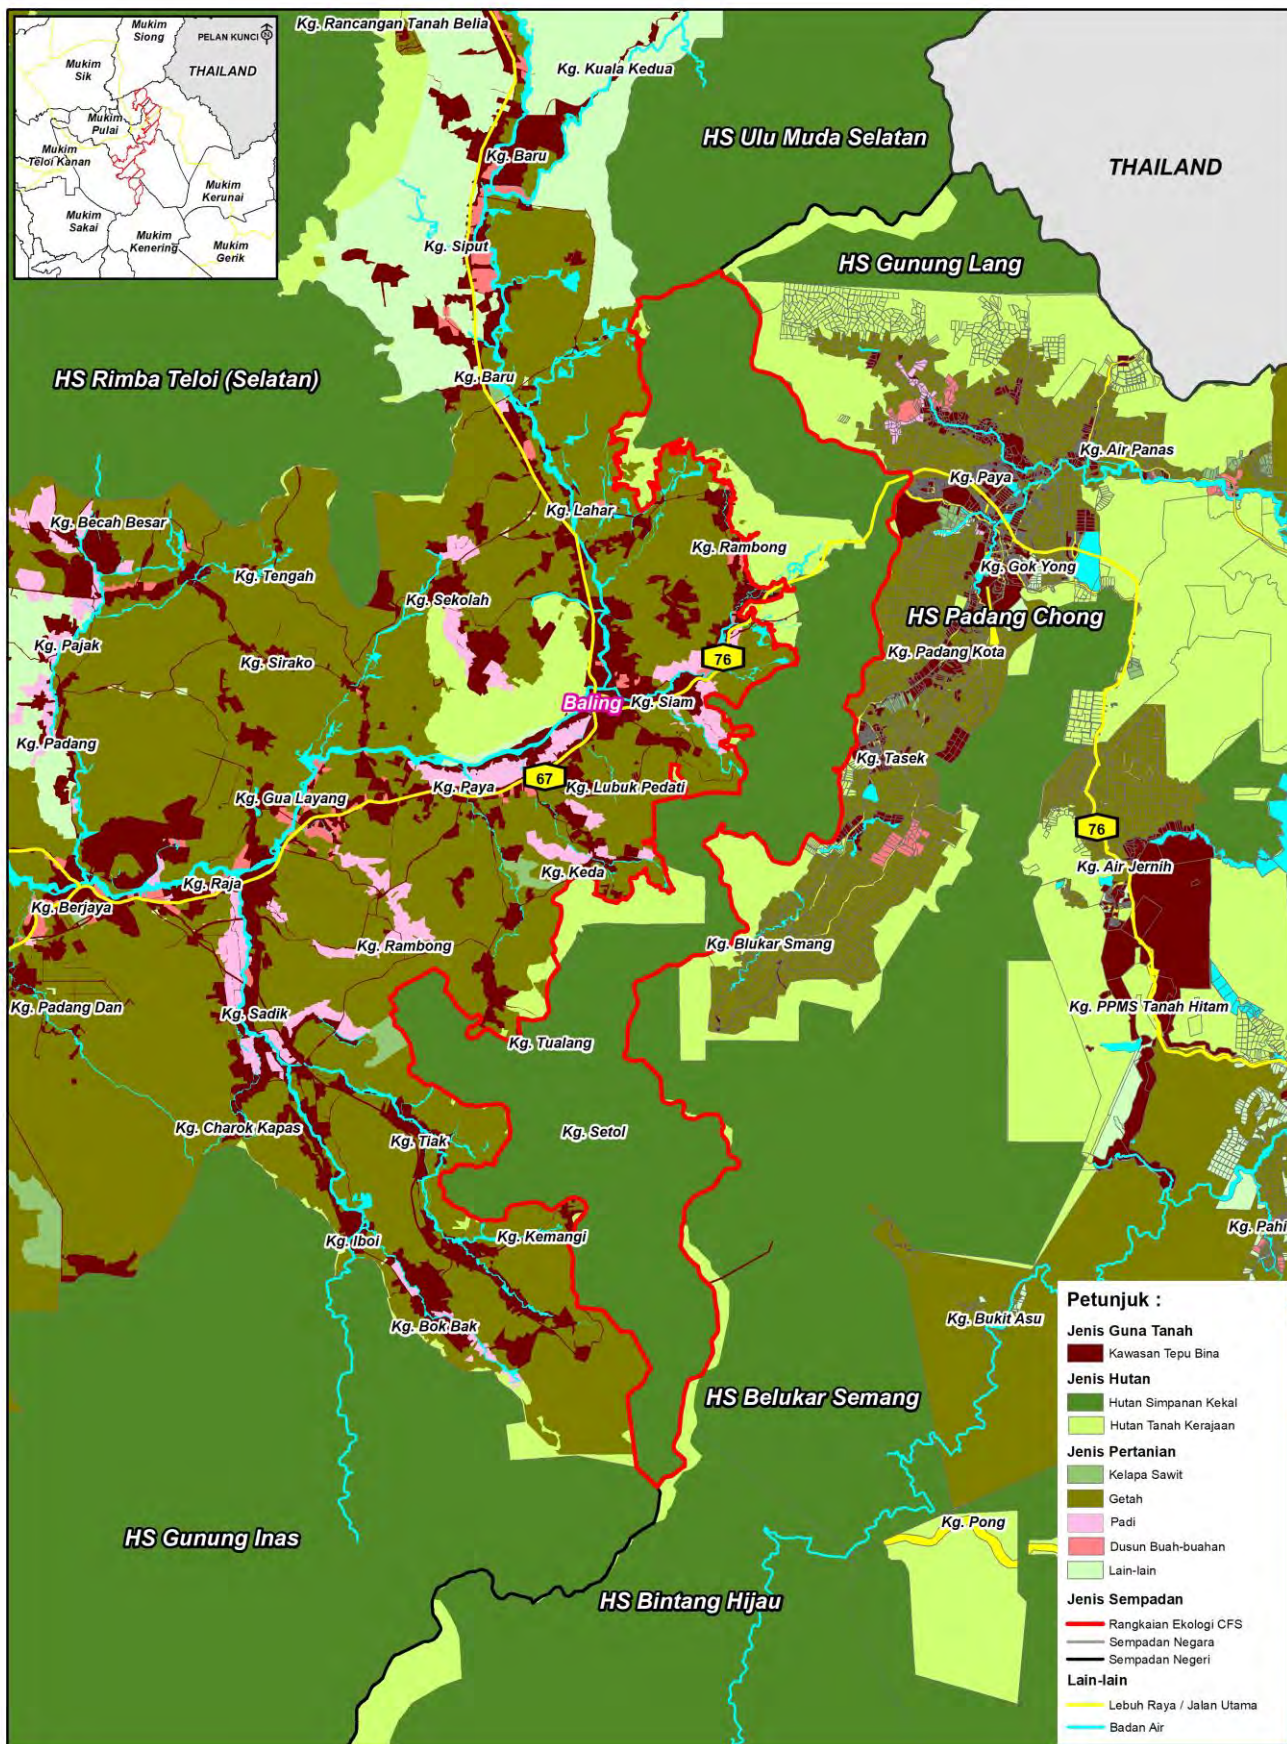 Mukim
Siong
PELAN KUNCI
THAILAND
Mukim
Sik
Mukim
Pulai
Mukim
Teloi Kanan
Mukim
Kerunai
Mukim
Sakai
Mukim
Kenering
Mukim
Gerik
Kg. Rancangan Tanah Belia
Kg. Kuala Kedua
HS Ulu Muda Selatan
THAILAND
Kg. Baru
Kg. Siput
HS Gunung Lang
HS Rimba Teloi (Selatan)
Kg. Baru
Kg. Air Panas
Kg. Paya
Kg. Lahar
Kg. Becah Besar
Kg. Rambong
Kg. Gok Yong
Kg. Tengah
Kg. Sekolah
HS Padang Chong
Kg. Pajak
Kg. Sirako
76
Kg. Padang Kota
Baling
Kg. Siam
Kg. Padang
67
Kg. Paya
Kg. Lubuk Pedati
Kg. Tasek
Kg. Gua Layang
76
Kg. Keda
Kg. Air Jernih
Kg. Raja
Kg. Berjaya
Kg. Rambong
Kg. Blukar Smang
Kg. Padang Dan
Kg. Sadik
Kg. PPMS Tanah Hitam
Kg. Tualang
Kg. Charok Kapas
Kg. Tiak
Kg. Setol
Kg. Iboi
Kg. Kemangi
Kg. Pahi
Kg. Bok Bak
Kg. Bukit Asu
HS Belukar Semang
HS Gunung Inas
Kg. Pong
HS Bintang Hijau
Petunjuk :
Jenis Guna Tanah
Kawasan Tepu Bina
Jenis Hutan
Hutan Simpanan Kekal
Hutan Tanah Kerajaan
Jenis Pertanian
Kelapa Sawit
Getah
Padi
Dusun Buah-buahan
Lain-lain
Jenis Sempadan
Rangkaian Ekologi CFS
Sempadan Negara
Sempadan Negeri
Lain-lain
Lebuh Raya / Jalan Utama
Badan Air